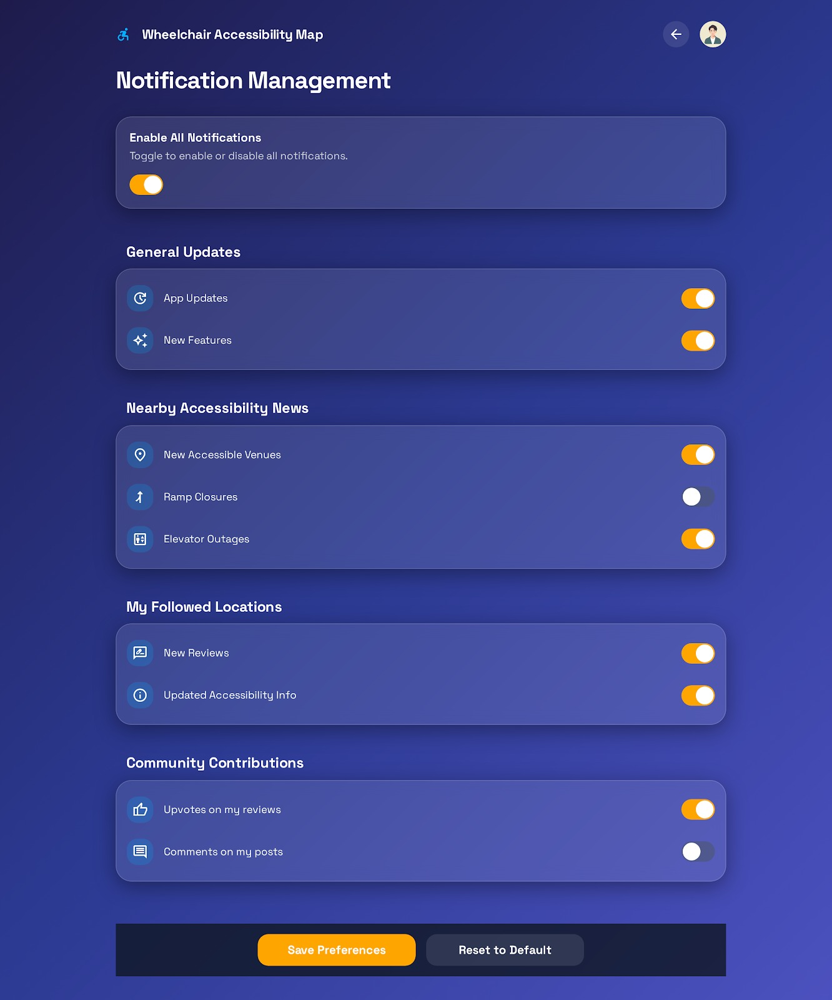 Wheelchair Accessibility Map
Notification Management
Enable All Notifications
Toggle to enable or disable all notifications.
General Updates
App Updates
New Features
Nearby Accessibility News
New Accessible Venues
Ramp Closures
Elevator Outages
My Followed Locations
New Reviews
Updated Accessibility Info
Community Contributions
Upvotes on my reviews
Comments on my posts
Save Preferences
Reset to Default